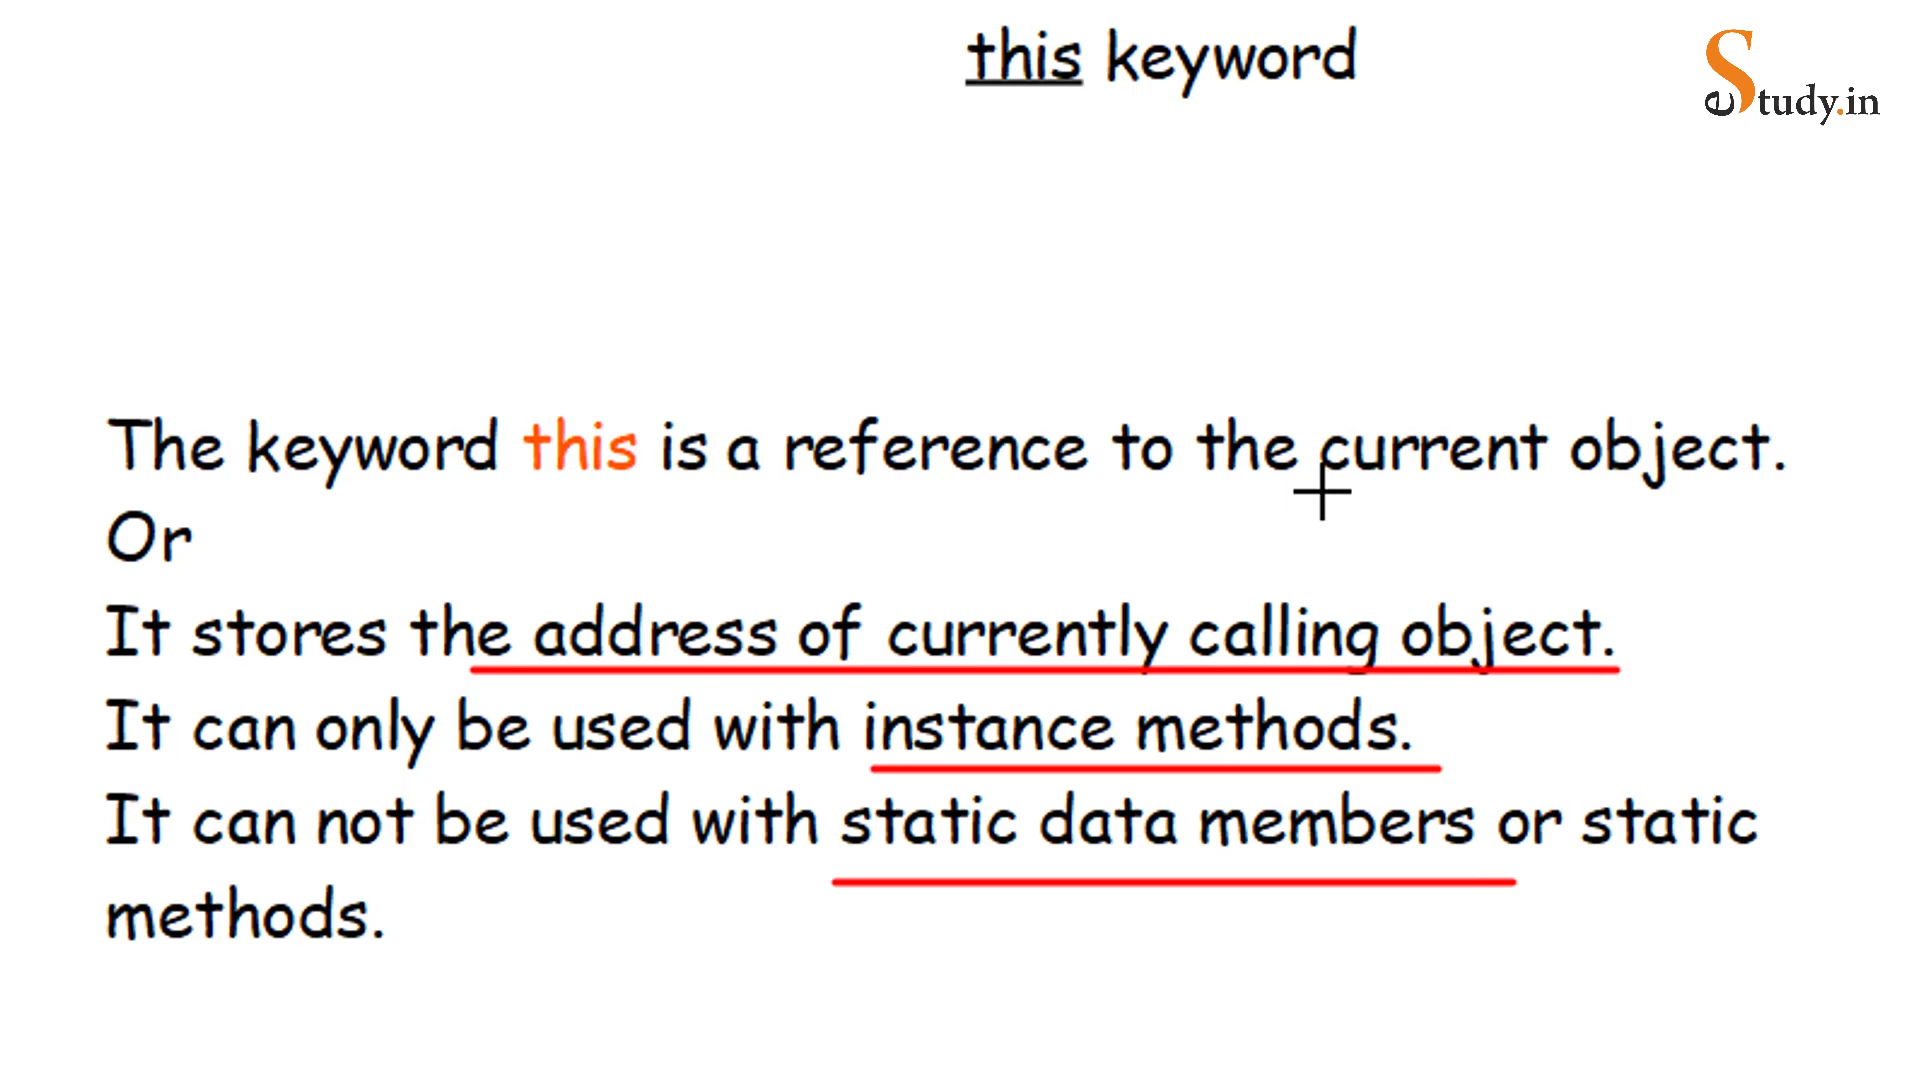 this keyword
eStudy.in
The keyword this is a reference to the current object.
Or
It stores the address of currently calling object.
It can only be used with instance methods.
It can not be used with static data members or static
methods.